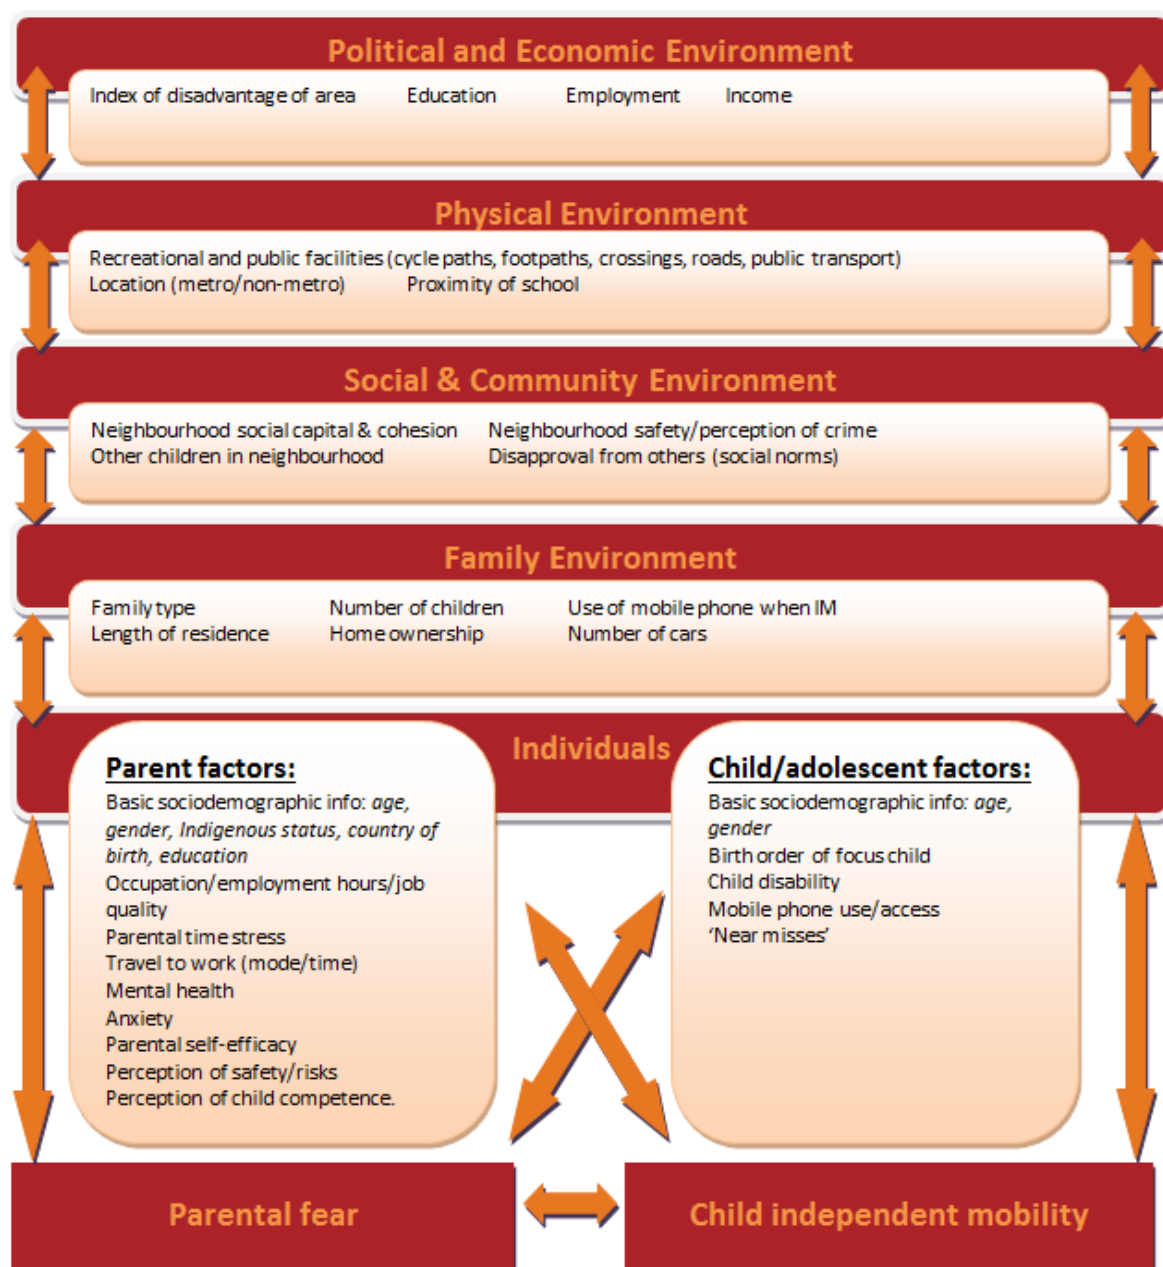 Political and Economic Environment
Index of disadvantage of area Education Employment Income
Physical Environment
Recreational and public facilities (cycle paths, footpaths, crossings, roads, public transport)
Location (metro/non-metro) Proximity of school
Social & Community Environment
Neighbourhood social capital & cohesion Neighbourhood safety/perception of crime
Other children in neighbourhood Disapproval from others (social norms)
Family Environment
Family type Number of children Use of mobile phone when IM
Length of residence Home ownership Number of cars
Individuals
Parent factors:
Basic sociodemographic info: age,
gender, Indigenous status, country of
birth, education
Occupation/employment hours/job
quality
Parental time stress
Travel to work (mode/time)
Mental health
Anxiety
Parental self-efficacy
Perception of safety/risks
Perception of child competence.
Child/adolescent factors:
Basic sociodemographic info: age,
gender
Birth order of focus child
Child disability
Mobile phone use/access
‘Near misses’
Parental fear
Child independent mobility